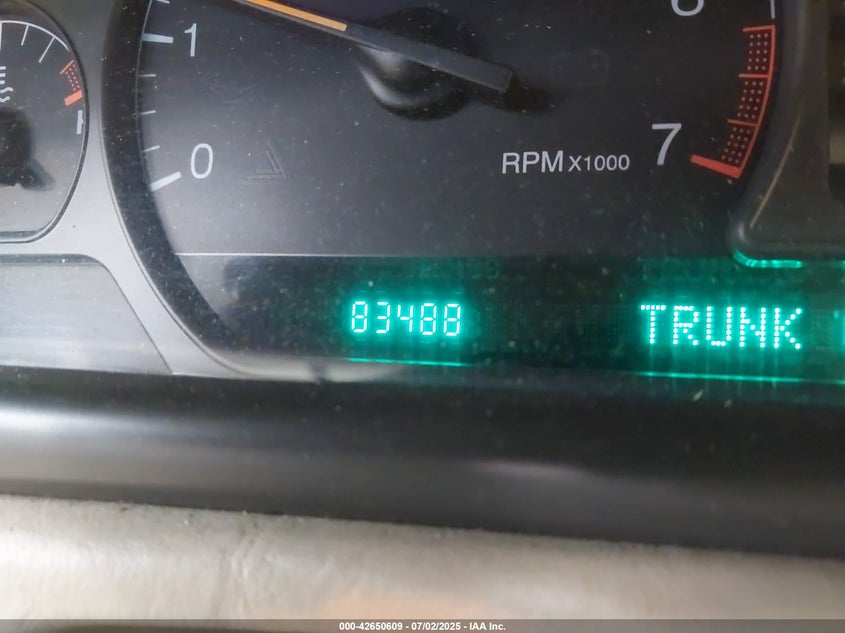 1
0
RPM X1000
7
H
83488
TRUNK
000-42650609 - 07/02/2025 - IAA Inc.